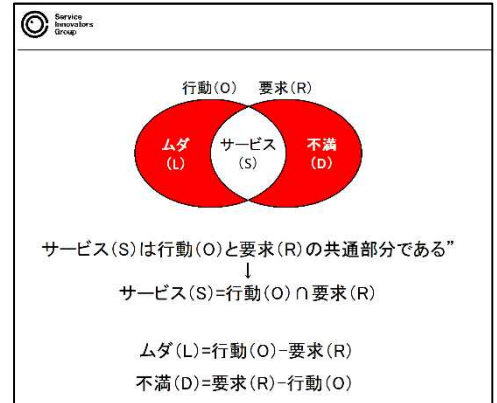 Service
Innovators
Group
行動(O) 要求(R)
ムダ
(L)
サービス
(S)
不満
(D)
サービス(S)は行動(O)と要求(R)の共通部分である”
↓
サービス(S)=行動(O)∩要求(R)
ムダ(L)=行動(O)-要求(R)
不満(D)=要求(R)-行動(O)